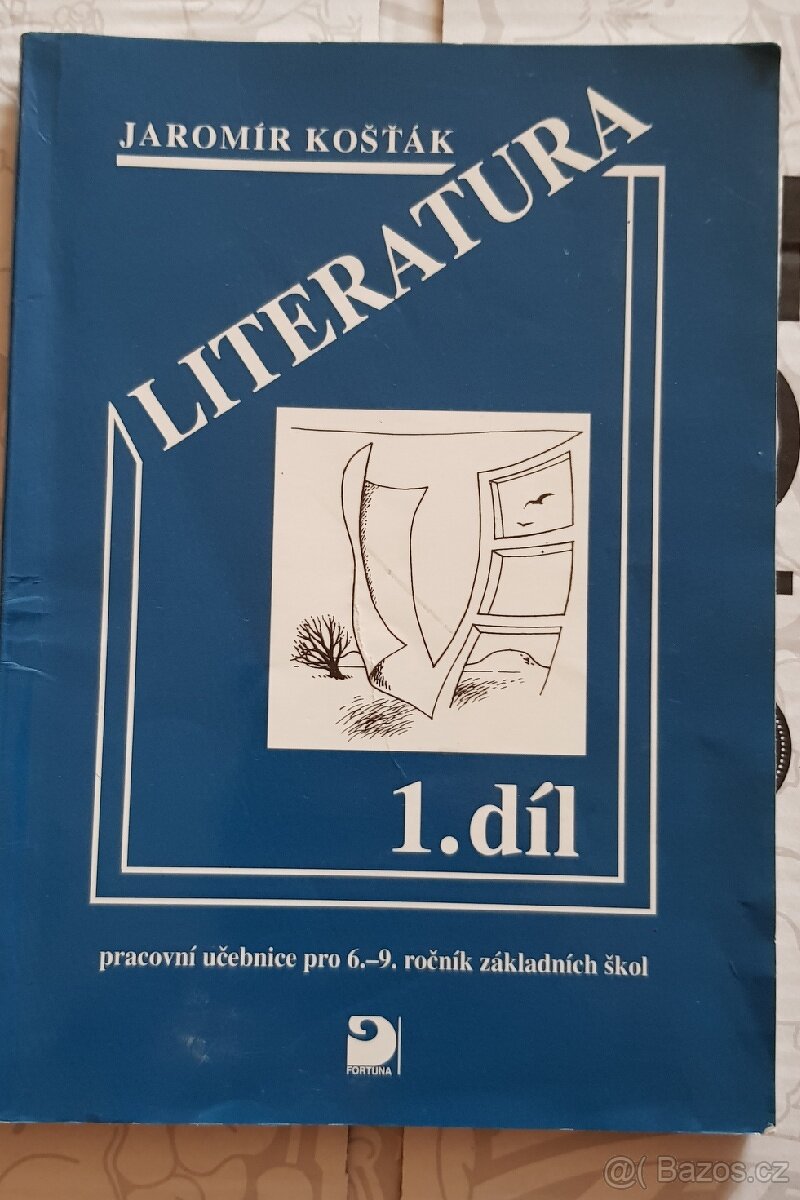 JAROMÍR KOŠŤÁK
LITERATURA
1. díl
pracovní učebnice pro 6.–9. ročník základních škol
FORTUNA
@( Bazos.cz